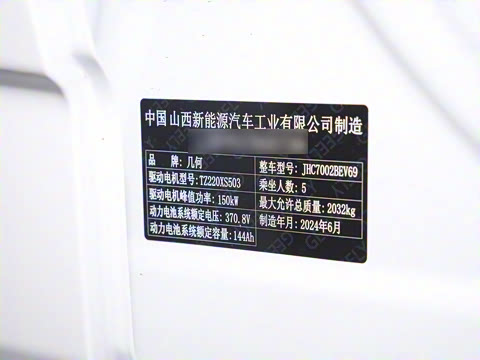 中国 山西新能源汽车工业有限公司制造
品 牌:几何
整车型号:JHC7002BEV69
驱动电机型号:TZ220XS503
乘坐人数:5
驱动电机峰值功率:150kW
最大允许总质量:2032kg
动力电池系统额定电压:370.8V
制造年月:2024年6月
动力电池系统额定容量:144Ah